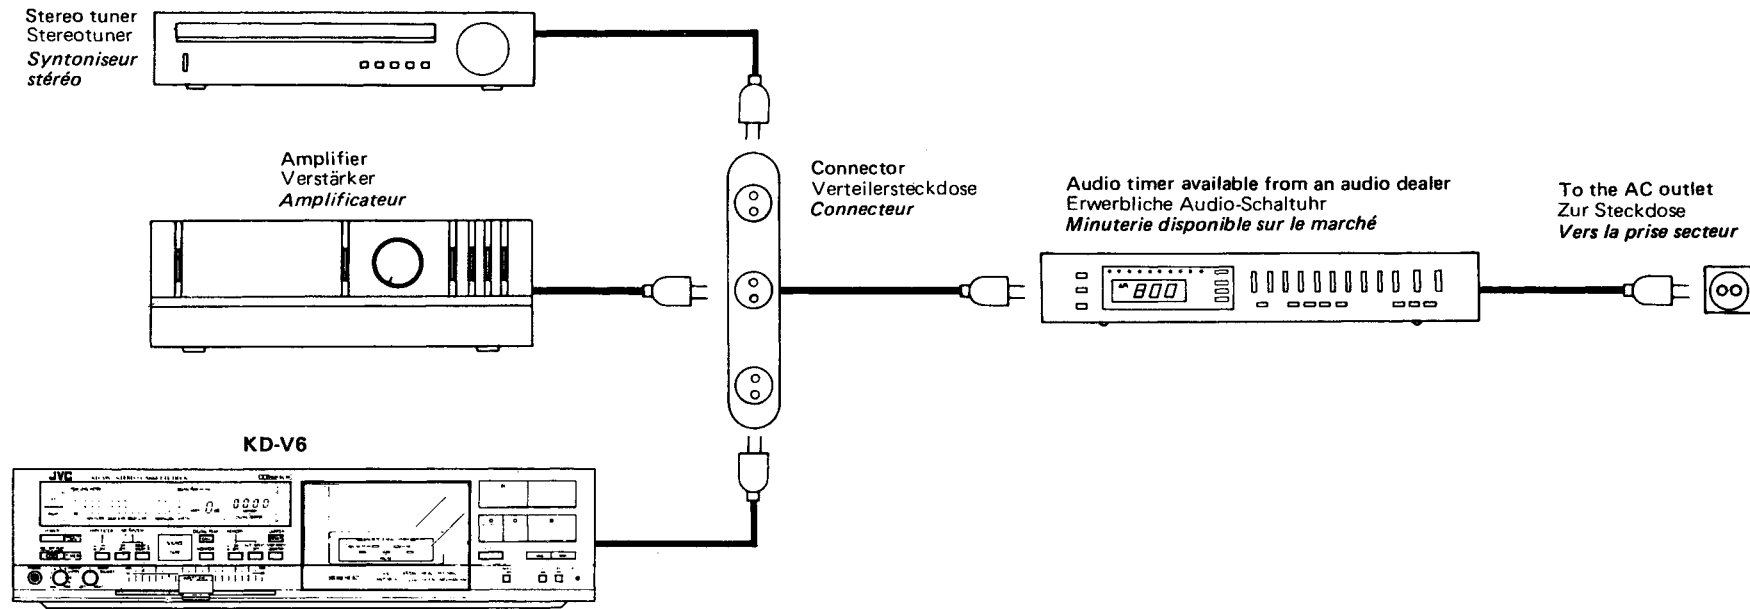 Stereo tuner
Stereotuner
Syntoniseur
stéréo
Amplifier
Verstärker
Amplificateur
Connector
Verteilersteckdose
Connecteur
Audio timer available from an audio dealer
Erwerbliche Audio-Schaltuhr
Minuterie disponible sur le marché
AM 800
To the AC outlet
Zur Steckdose
Vers la prise secteur
KD-V6
JVC
0000